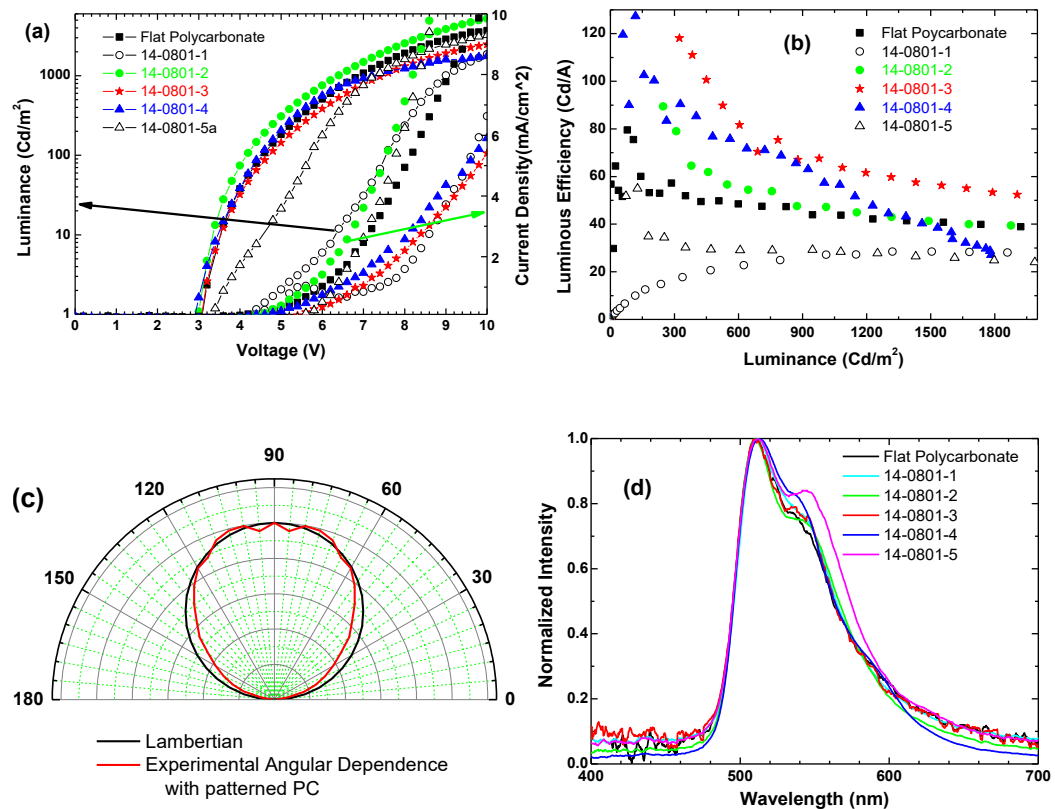 (a)
Flat Polycarbonate
14-0801-1
14-0801-2
14-0801-3
14-0801-4
14-0801-5a
Luminance (Cd/m²)
1000
100
10
1
0 1 2 3 4 5 6 7 8 9 10
Voltage (V)
10
8
6
4
2
Current Density(mA/cm^2)
(b)
Flat Polycarbonate
14-0801-1
14-0801-2
14-0801-3
14-0801-4
14-0801-5
Luminous Efficiency (Cd/A)
120
100
80
60
40
20
0
0 300 600 900 1200 1500 1800
Luminance (Cd/m²)
(c)
90
120 60
150 30
180 0
Lambertian
Experimental Angular Dependence
with patterned PC
(d)
Flat Polycarbonate
14-0801-1
14-0801-2
14-0801-3
14-0801-4
14-0801-5
Normalized Intensity
1.0
0.8
0.6
0.4
0.2
0.0
400 500 600 700
Wavelength (nm)